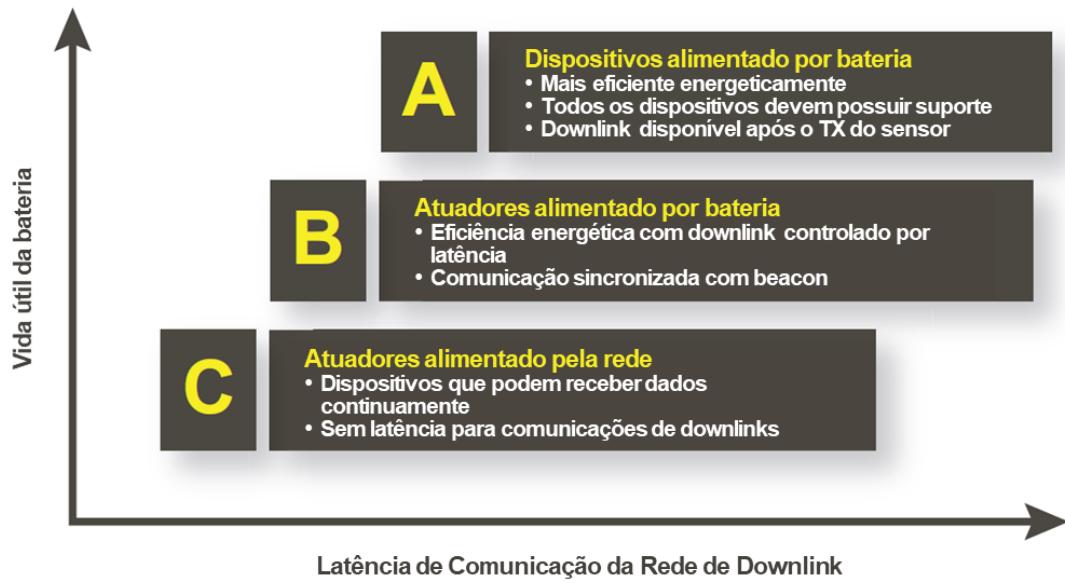 A
Dispositivos alimentado por bateria
• Mais eficiente energeticamente
• Todos os dispositivos devem possuir suporte
• Downlink disponível após o TX do sensor
B
Atuadores alimentado por bateria
• Eficiência energética com downlink controlado por
latência
• Comunicação sincronizada com beacon
C
Atuadores alimentado pela rede
• Dispositivos que podem receber dados
continuamente
• Sem latência para comunicações de downlinks
Vida útil da bateria
Latência de Comunicação da Rede de Downlink